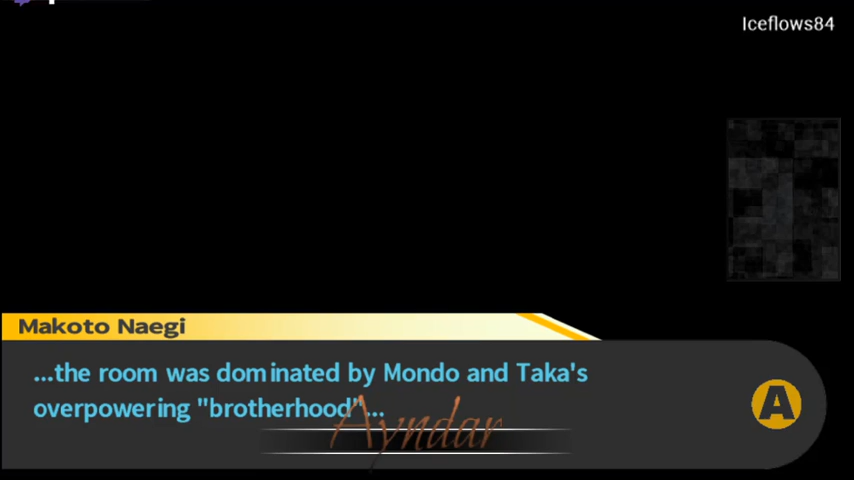 Iceflows84
Makoto Naegi
...the room was dominated by Mondo and Taka's
overpowering "brotherhood"...
A
Ayndar